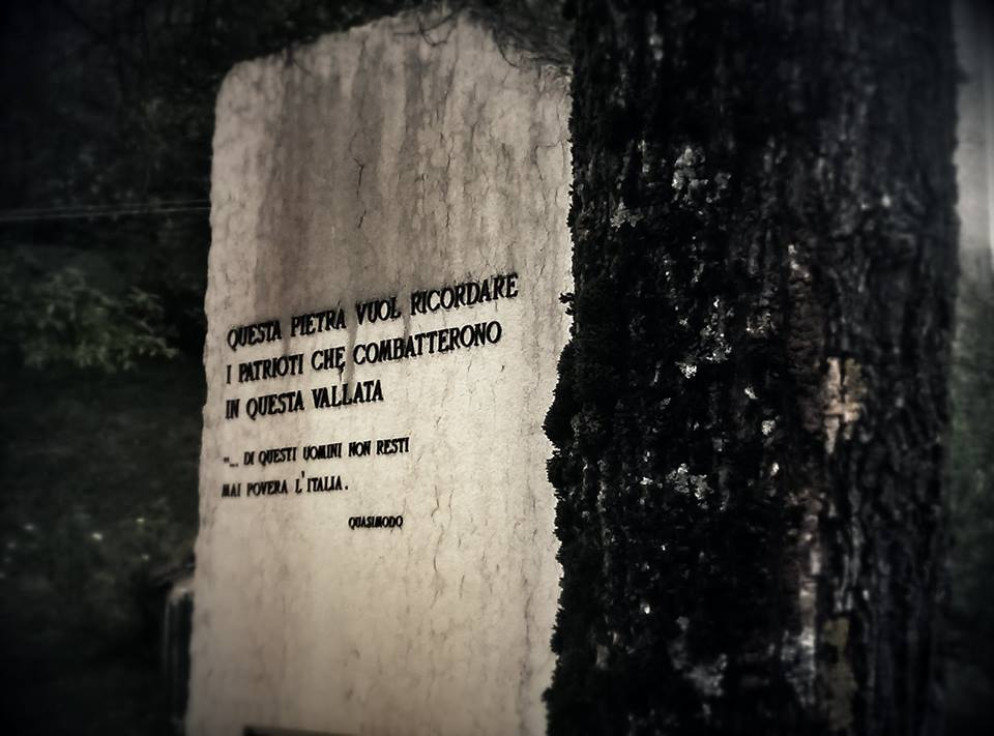 QUESTA PIETRA VUOL RICORDARE
I PATRIOTI CHE COMBATTERONO
IN QUESTA VALLATA
"... DI QUESTI UOMINI NON RESTI
MAI POVERA L'ITALIA.
QUASIMODO